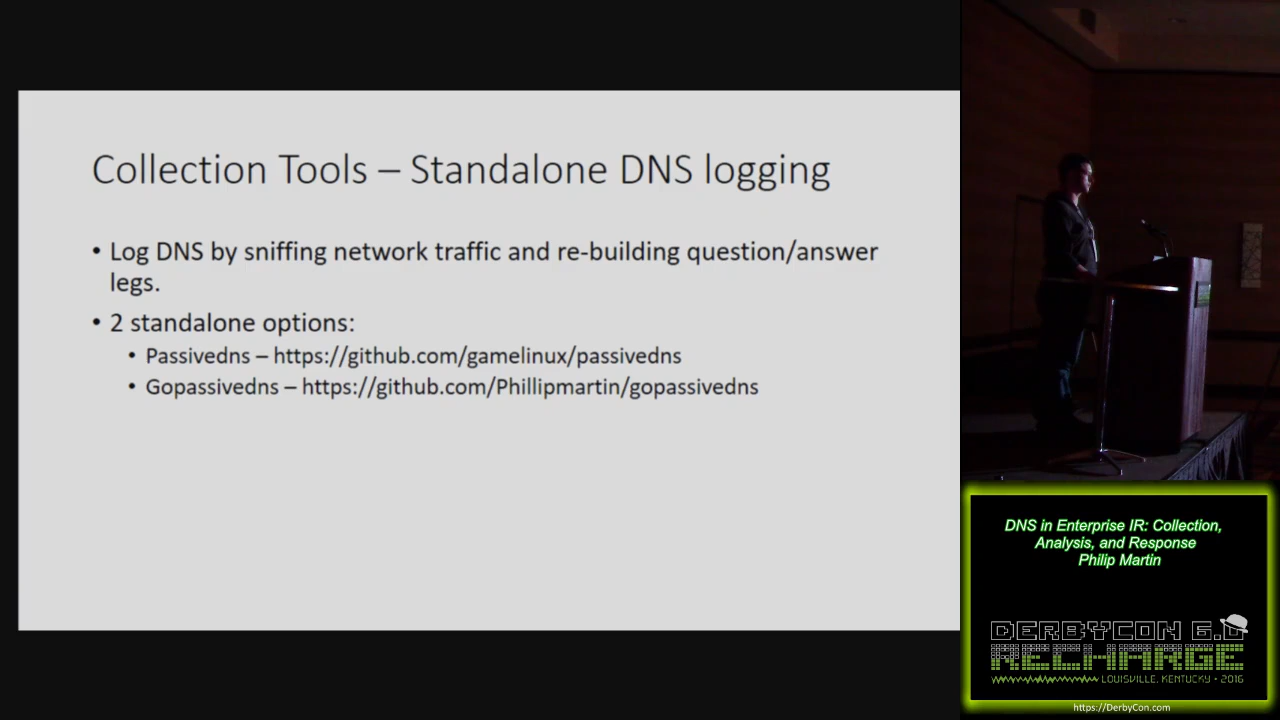 Collection Tools – Standalone DNS logging
• Log DNS by sniffing network traffic and re-building question/answer
legs.
• 2 standalone options:
• Passivedns – https://github.com/gamelinux/passivedns
• Gopassivedns – https://github.com/Phillipmartin/gopassivedns
DNS in Enterprise IR: Collection,
Analysis, and Response
Philip Martin
DERBYCON 6.0
RECHARGE
LOUISVILLE, KENTUCKY • 2016
https://DerbyCon.com